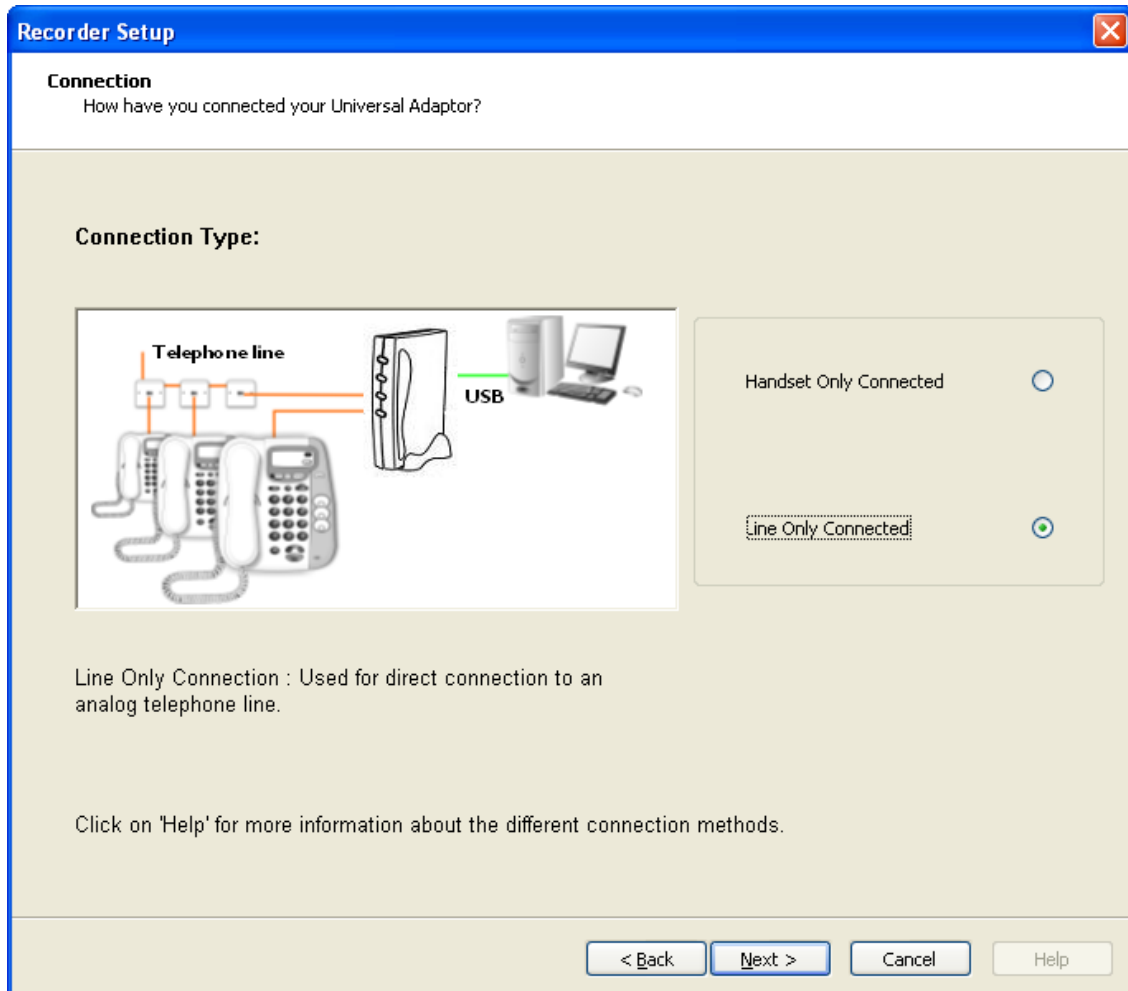 Recorder Setup
Connection
How have you connected your Universal Adaptor?
Connection Type:
Telephone line
USB
Handset Only Connected
Line Only Connected
Line Only Connection : Used for direct connection to an
analog telephone line.
Click on 'Help' for more information about the different connection methods.
< Back
Next >
Cancel
Help